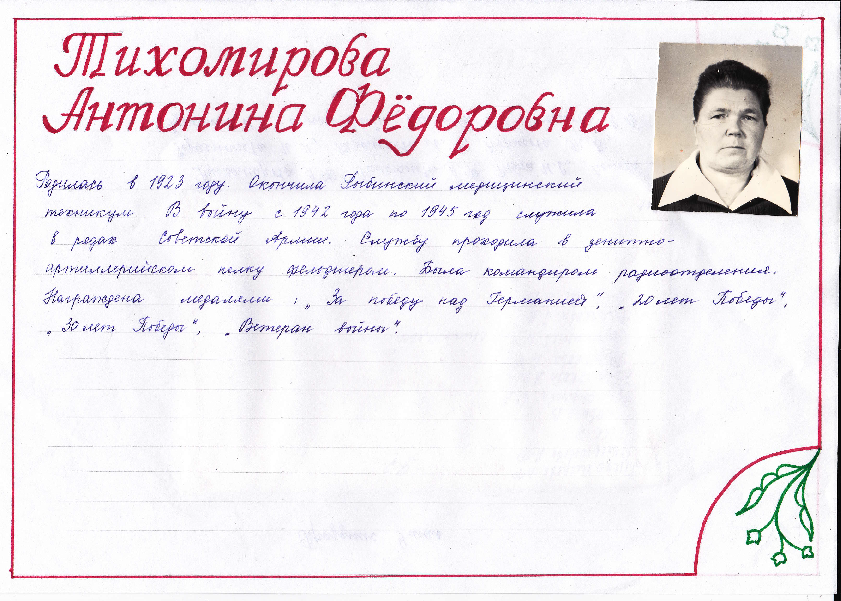 Тихомирова
Антонина Фёдоровна
Родилась в 1923 году. Окончила Рыбинский медицинский
техникум В войну с 1942 года по 1945 год служила
в рядах Советской Армии. Службу проходила в зенитно-
артиллерийском полку фельдшером. Была командиром радиоотделения.
Награждена медалями: „За победу над Германией", „20 лет Победы",
„30 лет Победы", „Ветеран войны".